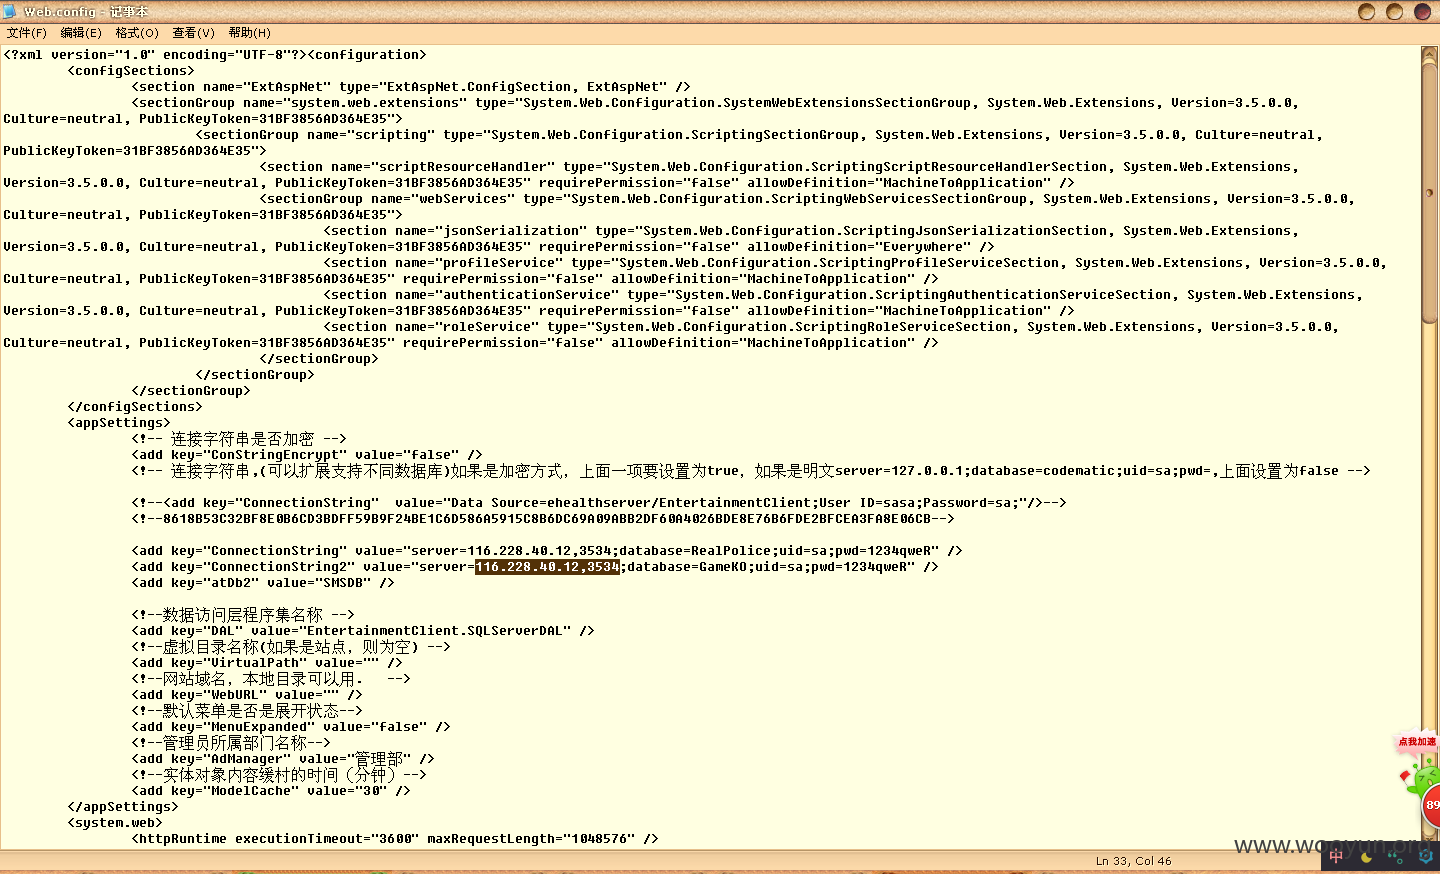 Web.config - 记事本
文件(F) 编辑(E) 格式(O) 查看(V) 帮助(H)
<?xml version="1.0" encoding="UTF-8"?><configuration>
<configSections>
<section name="ExtAspNet" type="ExtAspNet.ConfigSection, ExtAspNet" />
<sectionGroup name="system.web.extensions" type="System.Web.Configuration.SystemWebExtensionsSectionGroup, System.Web.Extensions, Version=3.5.0.0,
Culture=neutral, PublicKeyToken=31BF3856AD364E35">
<sectionGroup name="scripting" type="System.Web.Configuration.ScriptingSectionGroup, System.Web.Extensions, Version=3.5.0.0, Culture=neutral,
PublicKeyToken=31BF3856AD364E35">
<section name="scriptResourceHandler" type="System.Web.Configuration.ScriptingScriptResourceHandlerSection, System.Web.Extensions,
Version=3.5.0.0, Culture=neutral, PublicKeyToken=31BF3856AD364E35" requirePermission="false" allowDefinition="MachineToApplication" />
<sectionGroup name="webServices" type="System.Web.Configuration.ScriptingWebServicesSectionGroup, System.Web.Extensions, Version=3.5.0.0,
Culture=neutral, PublicKeyToken=31BF3856AD364E35">
<section name="jsonSerialization" type="System.Web.Configuration.ScriptingJsonSerializationSection, System.Web.Extensions,
Version=3.5.0.0, Culture=neutral, PublicKeyToken=31BF3856AD364E35" requirePermission="false" allowDefinition="Everywhere" />
<section name="profileService" type="System.Web.Configuration.ScriptingProfileServiceSection, System.Web.Extensions, Version=3.5.0.0,
Culture=neutral, PublicKeyToken=31BF3856AD364E35" requirePermission="false" allowDefinition="MachineToApplication" />
<section name="authenticationService" type="System.Web.Configuration.ScriptingAuthenticationServiceSection, System.Web.Extensions,
Version=3.5.0.0, Culture=neutral, PublicKeyToken=31BF3856AD364E35" requirePermission="false" allowDefinition="MachineToApplication" />
<section name="roleService" type="System.Web.Configuration.ScriptingRoleServiceSection, System.Web.Extensions, Version=3.5.0.0,
Culture=neutral, PublicKeyToken=31BF3856AD364E35" requirePermission="false" allowDefinition="MachineToApplication" />
</sectionGroup>
</sectionGroup>
</sectionGroup>
</configSections>
<appSettings>
<!-- 连接字符串是否加密 -->
<add key="ConStringEncrypt" value="false" />
<!-- 连接字符串,(可以扩展支持不同数据库)如果是加密方式，上面一项要设置为true，如果是明文server=127.0.0.1;database=codematic;uid=sa;pwd=,上面设置为false -->
<!--<add key="ConnectionString"  value="Data Source=ehealthserver/EntertainmentClient;User ID=sasa;Password=sa;"/>-->
<!--8618B53C32BF8E0B6CD3BDFF59B9F24BE1C6D586A5915C8B6DC69A09ABB2DF60A4026BDE8E76B6FDE2BFCEA3FA8E06CB-->
<add key="ConnectionString" value="server=116.228.40.12,3534;database=RealPolice;uid=sa;pwd=1234qweR" />
<add key="ConnectionString2" value="server=116.228.40.12,3534;database=GameKO;uid=sa;pwd=1234qweR" />
<add key="atDb2" value="SMSDB" />
<!--数据访问层程序集名称 -->
<add key="DAL" value="EntertainmentClient.SQLServerDAL" />
<!--虚拟目录名称(如果是站点，则为空) -->
<add key="VirtualPath" value="" />
<!--网站域名，本地目录可以用.   -->
<add key="WebURL" value="" />
<!--默认菜单是否是展开状态-->
<add key="MenuExpanded" value="false" />
<!--管理员所属部门名称-->
<add key="AdManager" value="管理部" />
<!--实体对象内容缓村的时间（分钟）-->
<add key="ModelCache" value="30" />
</appSettings>
<system.web>
<httpRuntime executionTimeout="3600" maxRequestLength="1048576" />
点我加速
89
www.wooyun.org
中
Ln 33, Col 46